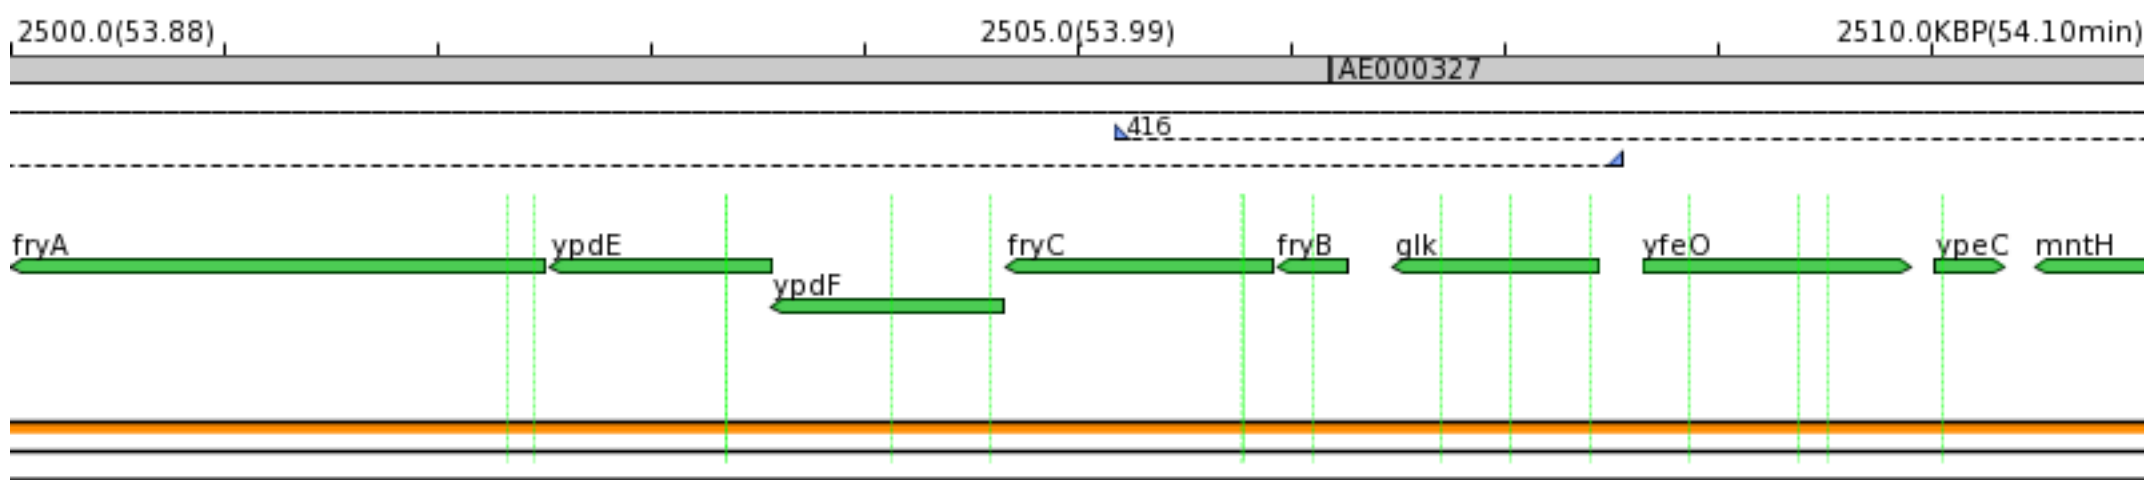 2500.0(53.88) 2505.0(53.99) 2510.0KBP(54.10min)
AE000327
416
fryA ypdE fryC fryB glk yfeO ypeC mntH
ypdF